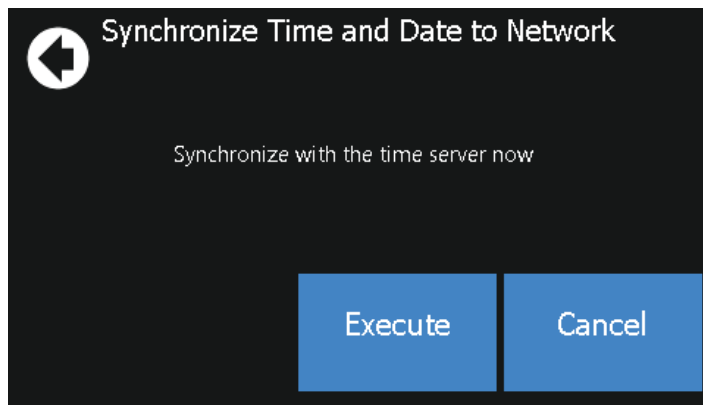 Synchronize Time and Date to Network
Synchronize with the time server now
Execute
Cancel